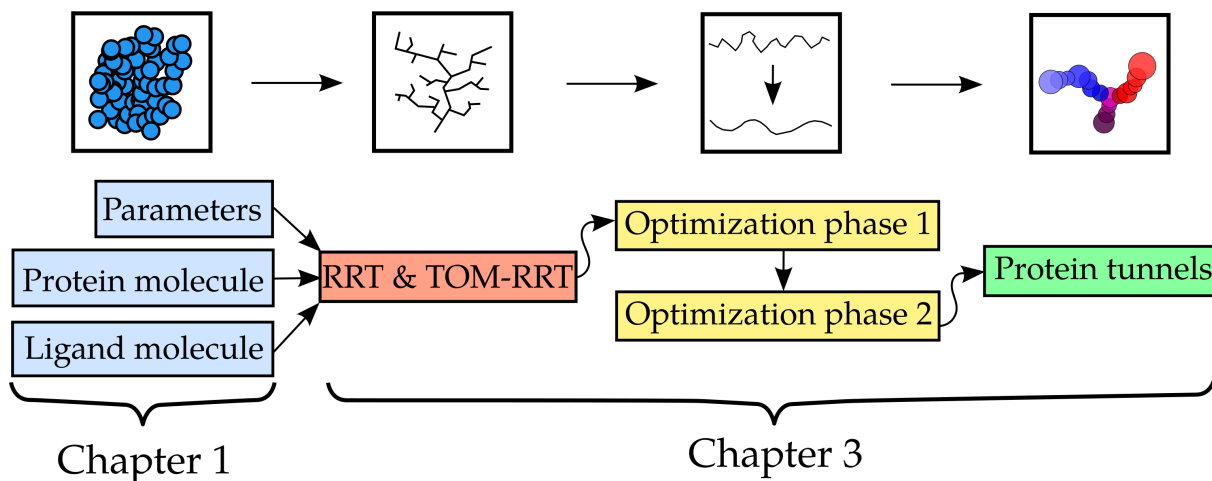 Parameters
Protein molecule
Ligand molecule
RRT & TOM-RRT
Optimization phase 1
Optimization phase 2
Protein tunnels
Chapter 1
Chapter 3